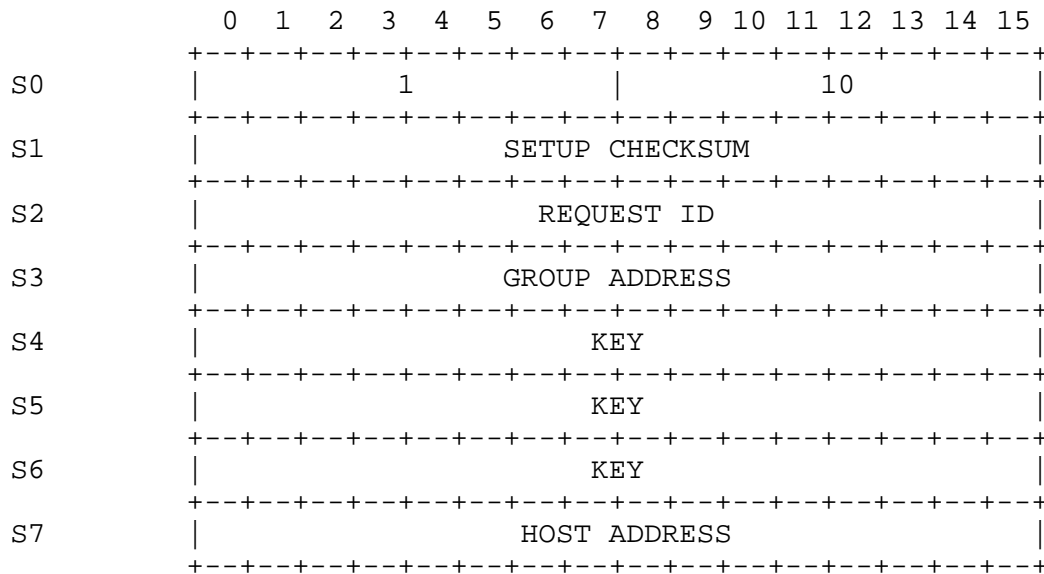 0 1 2 3 4 5 6 7 8 9 10 11 12 13 14 15
+--+--+--+--+--+--+--+--+--+--+--+--+--+--+--+--+
S0 | 1 | 10 |
+--+--+--+--+--+--+--+--+--+--+--+--+--+--+--+--+
S1 | SETUP CHECKSUM |
+--+--+--+--+--+--+--+--+--+--+--+--+--+--+--+--+
S2 | REQUEST ID |
+--+--+--+--+--+--+--+--+--+--+--+--+--+--+--+--+
S3 | GROUP ADDRESS |
+--+--+--+--+--+--+--+--+--+--+--+--+--+--+--+--+
S4 | KEY |
+--+--+--+--+--+--+--+--+--+--+--+--+--+--+--+--+
S5 | KEY |
+--+--+--+--+--+--+--+--+--+--+--+--+--+--+--+--+
S6 | KEY |
+--+--+--+--+--+--+--+--+--+--+--+--+--+--+--+--+
S7 | HOST ADDRESS |
+--+--+--+--+--+--+--+--+--+--+--+--+--+--+--+--+